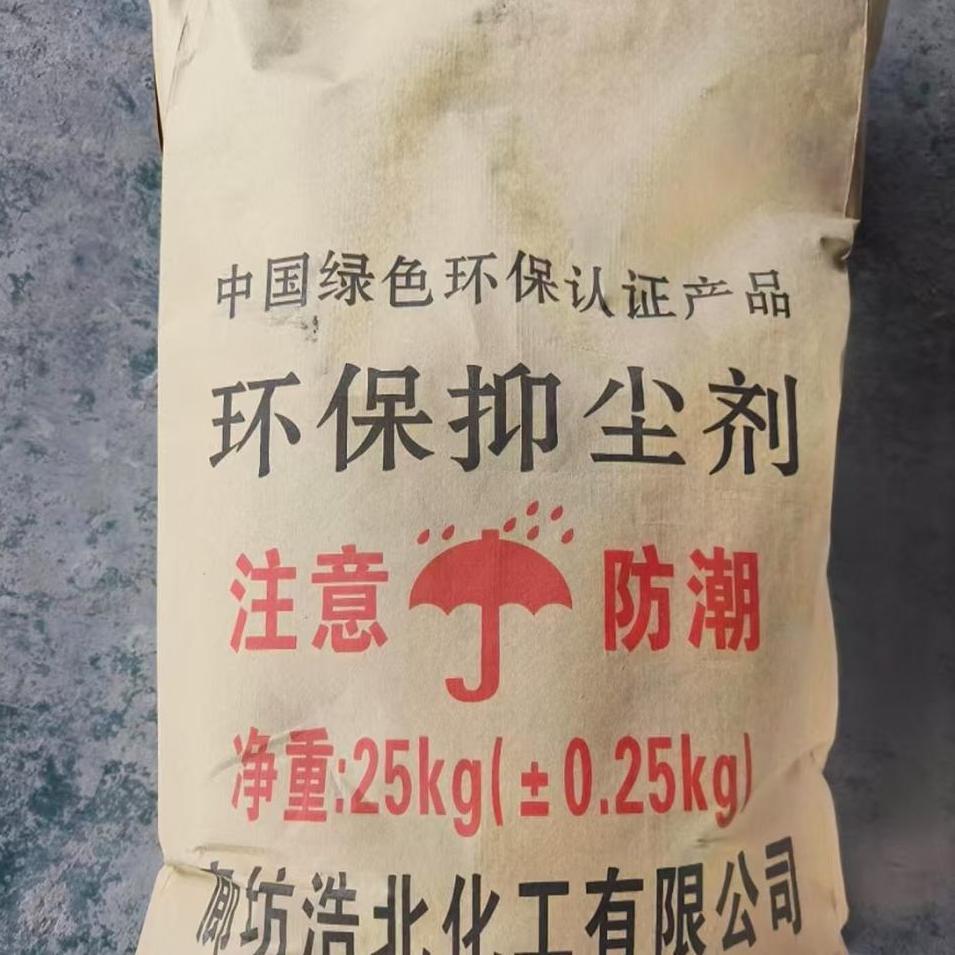 中国绿色环保认证产品
环保抑尘剂
注意 防潮
净重:25kg(±0.25kg)
廊坊浩北化工有限公司